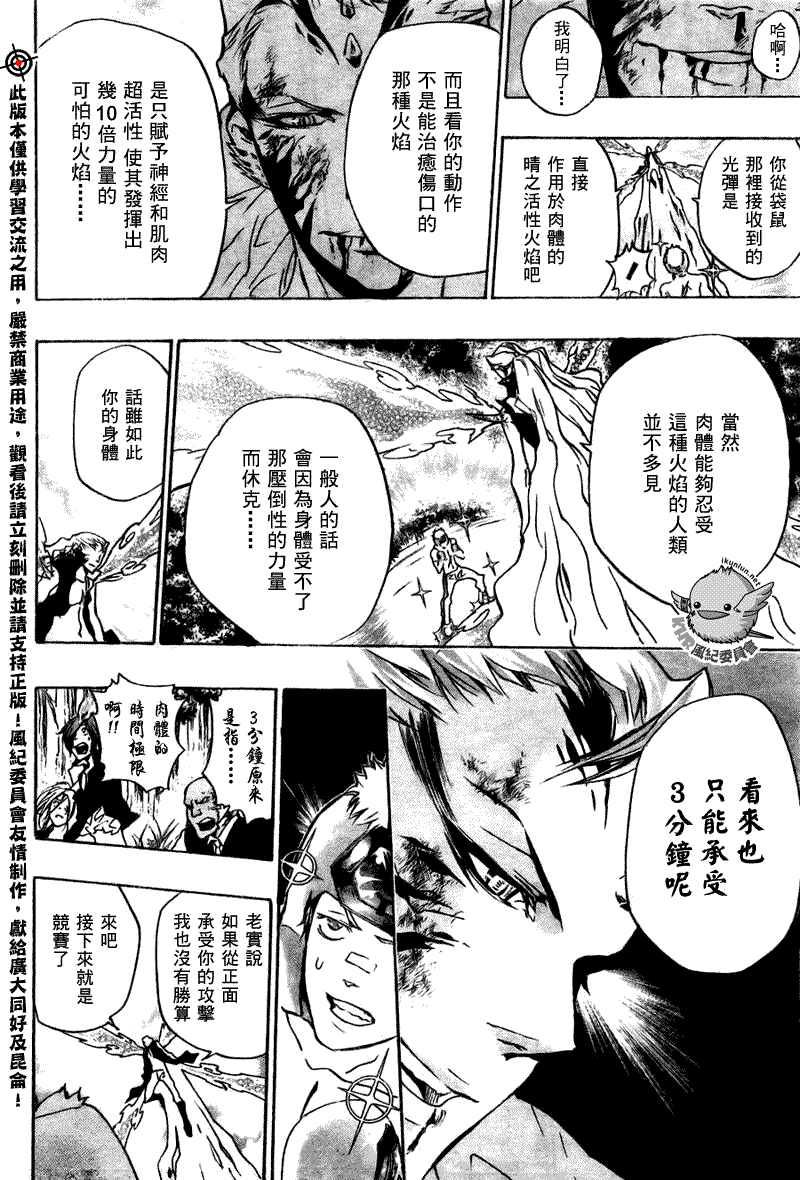 哈啊…
我明白了…
你從袋鼠
那裡接收到的
光彈是
直接
作用於肉體的
晴之活性火焰吧
而且看你的動作
不是能治癒傷口的
那種火焰
是只賦予神經和肌肉
超活性 使其發揮出
幾10倍力量的
可怕的火焰……
當然
肉體能夠忍受
這種火焰的人類
並不多見
一般人的話
會因為身體受不了
那壓倒性的力量
而休克……
話雖如此
你的身體
看來也
只能承受
3分鐘呢
3分鐘原來
是指……
肉體的
時間極限
啊!!
老實說
如果從正面
承受你的攻擊
我也沒有勝算
來吧
接下來就是
競賽了
ikunlun.net
KHR風紀委員會
此版本僅供學習交流之用，嚴禁商業用途，觀看後請立刻刪除並請支持正版！風紀委員會友情制作，獻給廣大同好及昆侖！